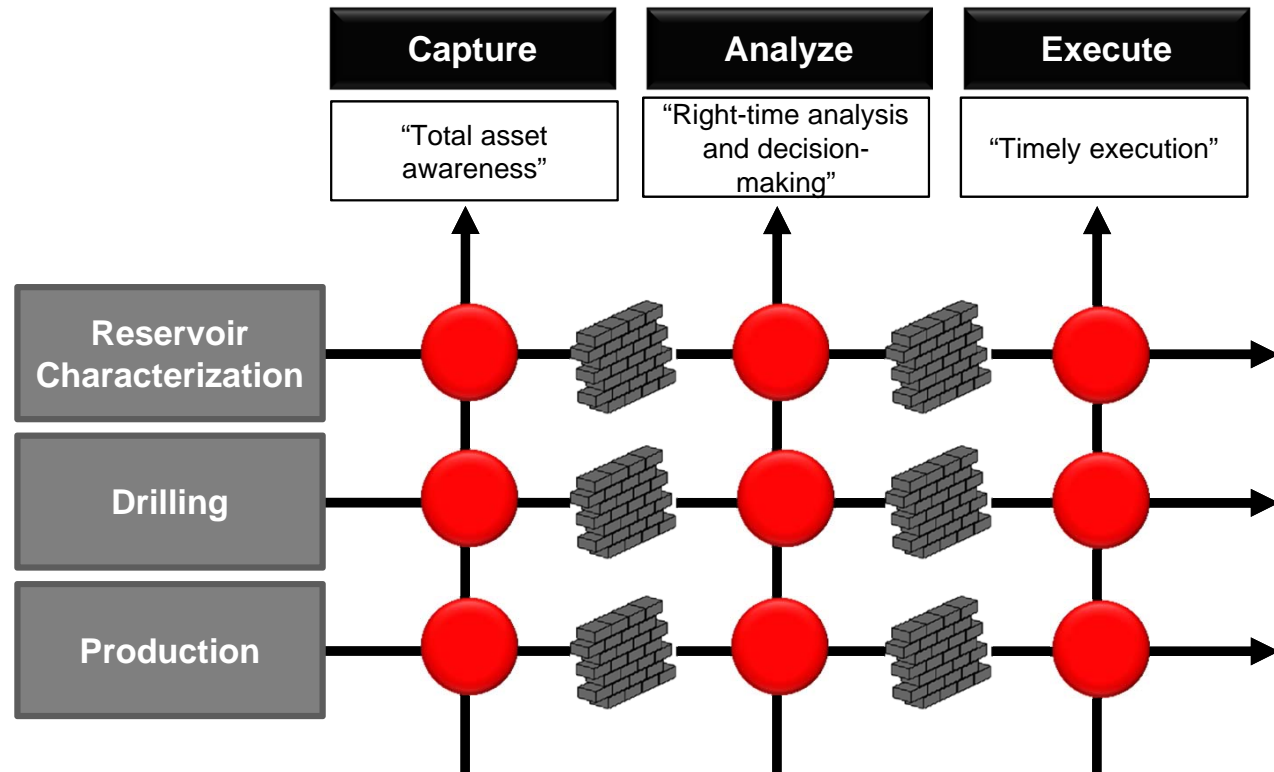 Capture
Analyze
Execute
“Total asset
awareness”
“Right-time analysis
and decision-
making”
“Timely execution”
Reservoir
Characterization
Drilling
Production